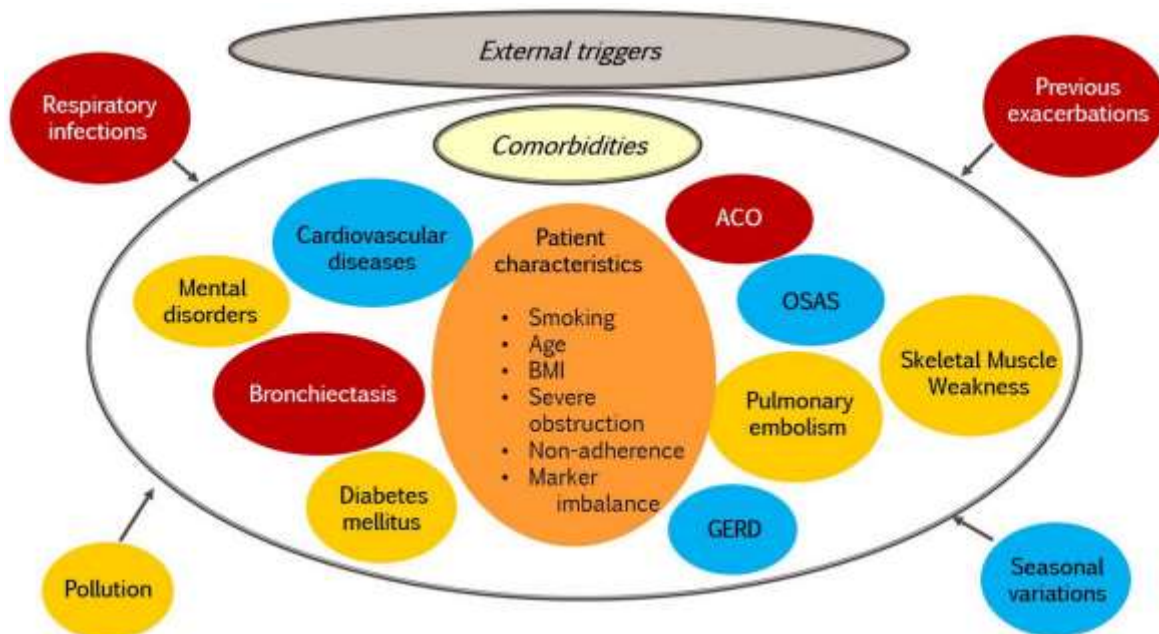 External triggers
Respiratory
infections
Previous
exacerbations
Comorbidities
Cardiovascular
diseases
Mental
disorders
Bronchiectasis
Diabetes
mellitus
Patient
characteristics
• Smoking
• Age
• BMI
• Severe
obstruction
• Non-adherence
• Marker
imbalance
ACO
OSAS
Skeletal Muscle
Weakness
Pulmonary
embolism
GERD
Pollution
Seasonal
variations